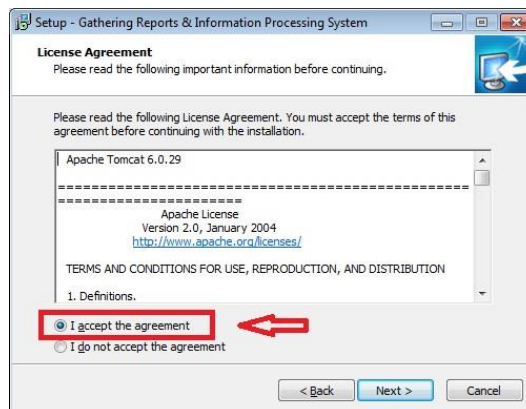 Setup - Gathering Reports & Information Processing System
License Agreement
Please read the following important information before continuing.
Please read the following License Agreement. You must accept the terms of this
agreement before continuing with the installation.
Apache Tomcat 6.0.29
=================================================
======================
Apache License
Version 2.0, January 2004
http://www.apache.org/licenses/
TERMS AND CONDITIONS FOR USE, REPRODUCTION, AND DISTRIBUTION
1. Definitions.
I accept the agreement
I do not accept the agreement
< Back
Next >
Cancel